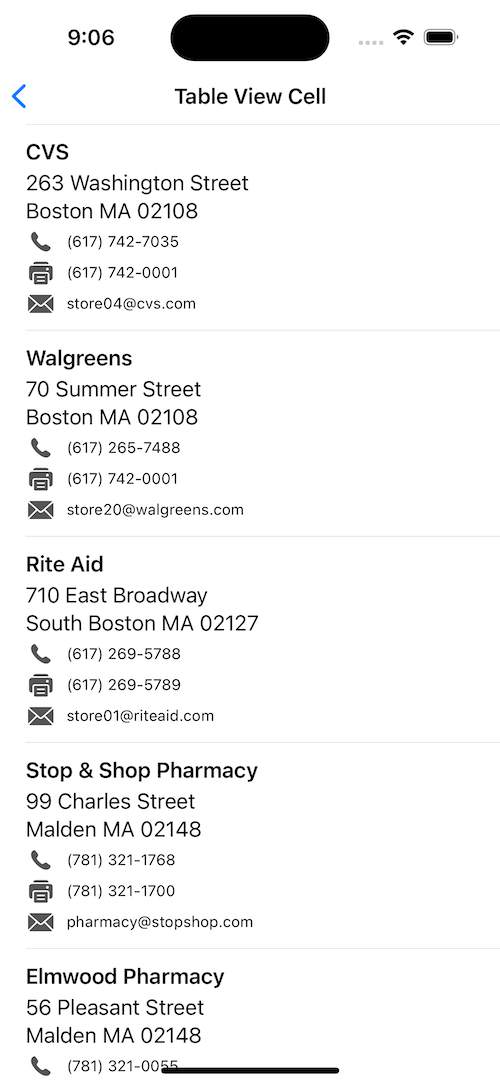 9:06
Table View Cell
CVS
263 Washington Street
Boston MA 02108
(617) 742-7035
(617) 742-0001
store04@cvs.com
Walgreens
70 Summer Street
Boston MA 02108
(617) 265-7488
(617) 742-0001
store20@walgreens.com
Rite Aid
710 East Broadway
South Boston MA 02127
(617) 269-5788
(617) 269-5789
store01@riteaid.com
Stop & Shop Pharmacy
99 Charles Street
Malden MA 02148
(781) 321-1768
(781) 321-1700
pharmacy@stopshop.com
Elmwood Pharmacy
56 Pleasant Street
Malden MA 02148
(781) 321-0055